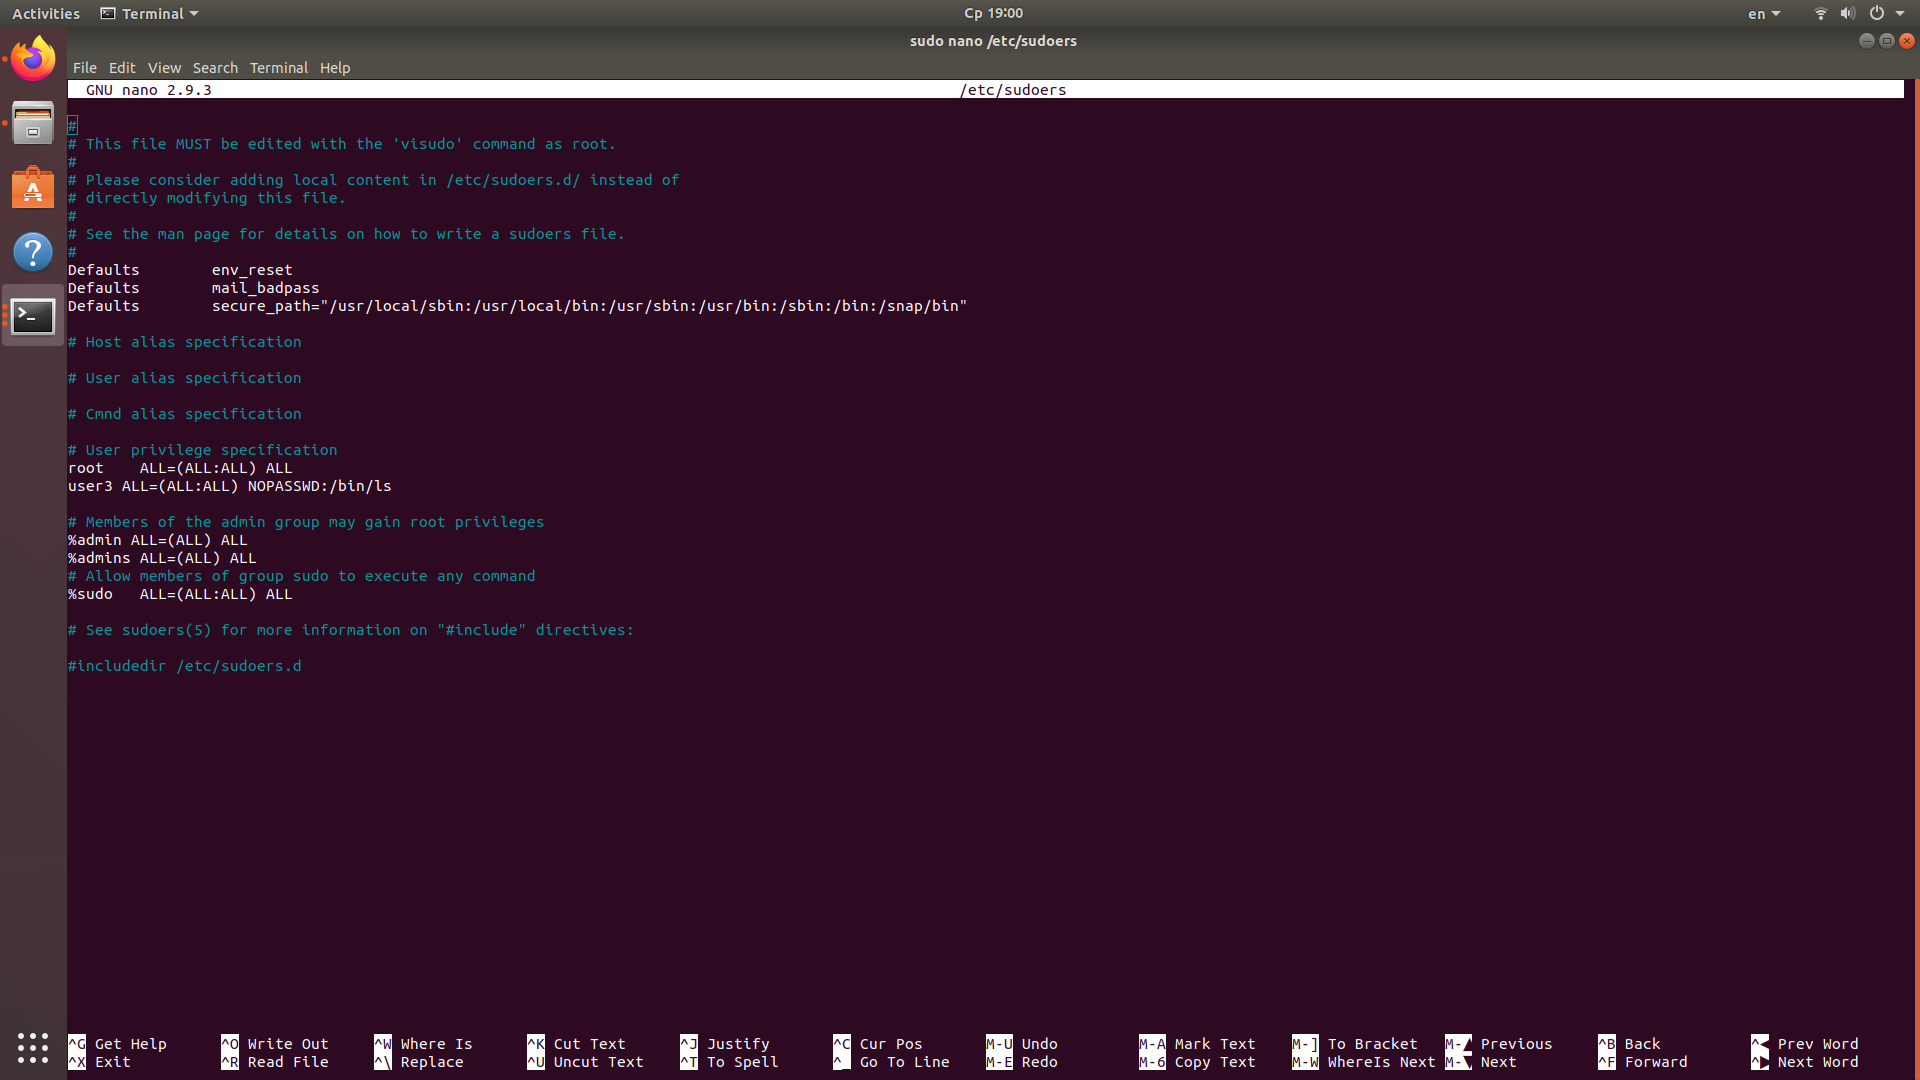 Activities Terminal Ср 19:00 en
sudo nano /etc/sudoers
File Edit View Search Terminal Help
GNU nano 2.9.3 /etc/sudoers
#
# This file MUST be edited with the 'visudo' command as root.
#
# Please consider adding local content in /etc/sudoers.d/ instead of
# directly modifying this file.
#
# See the man page for details on how to write a sudoers file.
#
Defaults env_reset
Defaults mail_badpass
Defaults secure_path="/usr/local/sbin:/usr/local/bin:/usr/sbin:/usr/bin:/sbin:/bin:/snap/bin"
# Host alias specification
# User alias specification
# Cmnd alias specification
# User privilege specification
root ALL=(ALL:ALL) ALL
user3 ALL=(ALL:ALL) NOPASSWD:/bin/ls
# Members of the admin group may gain root privileges
%admin ALL=(ALL) ALL
%admins ALL=(ALL) ALL
# Allow members of group sudo to execute any command
%sudo ALL=(ALL:ALL) ALL
# See sudoers(5) for more information on "#include" directives:
#includedir /etc/sudoers.d
^G Get Help ^O Write Out ^W Where Is ^K Cut Text ^J Justify ^C Cur Pos M-U Undo M-A Mark Text M-] To Bracket M-▲ Previous ^B Back ^◀ Prev Word
^X Exit ^R Read File ^\ Replace ^U Uncut Text ^T To Spell ^_ Go To Line M-E Redo M-6 Copy Text M-W WhereIs Next M-▼ Next ^F Forward ^▶ Next Word